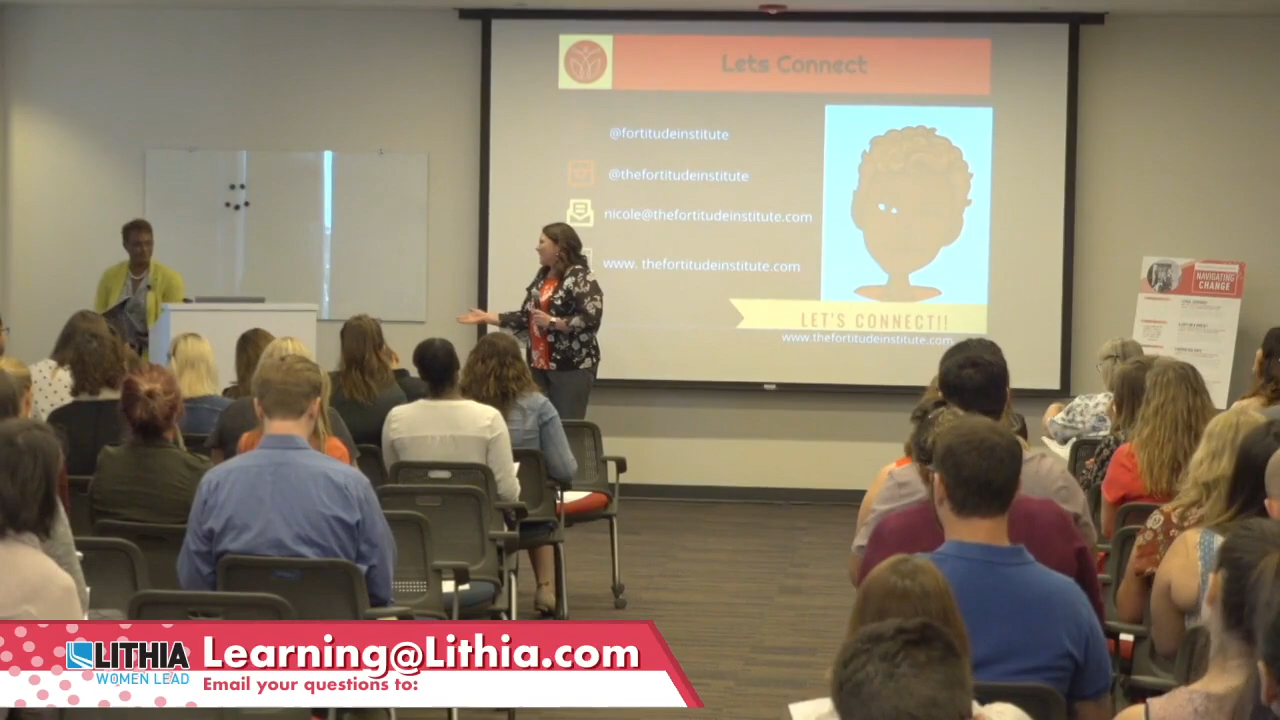 Lets Connect
@fortitudeinstitute
@thefortitudeinstitute
nicole@thefortitudeinstitute.com
www. thefortitudeinstitute.com
LET'S CONNECT!!
www.thefortitudeinstitute.com
NAVIGATING
CHANGE
LITHIA
WOMEN LEAD
Learning@Lithia.com
Email your questions to: